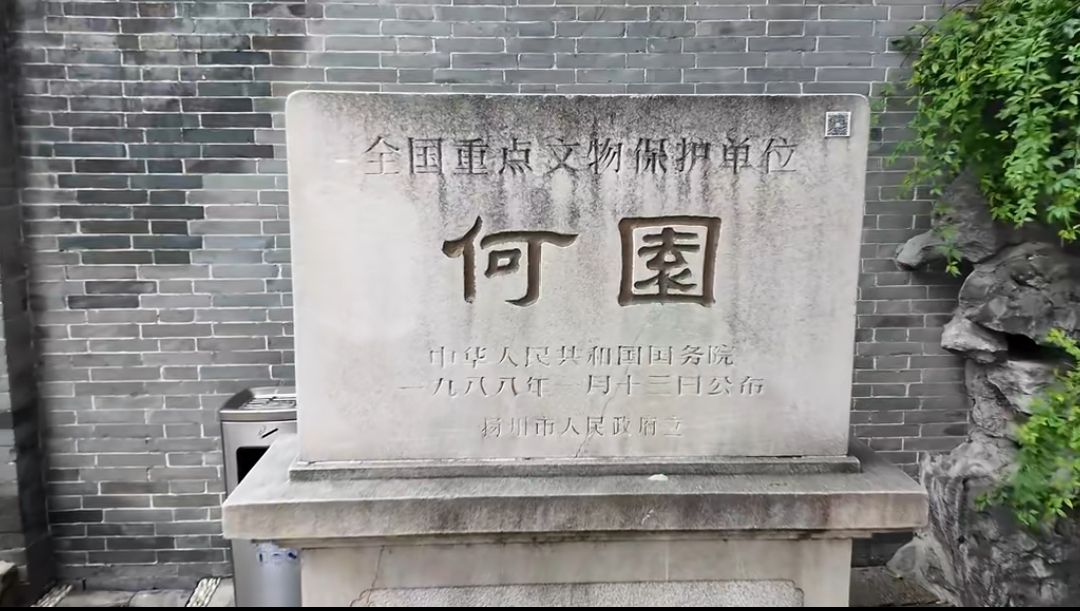 全国重点文物保护单位
何園
中华人民共和国国务院
一九八八年一月十三日公布
扬州市人民政府立